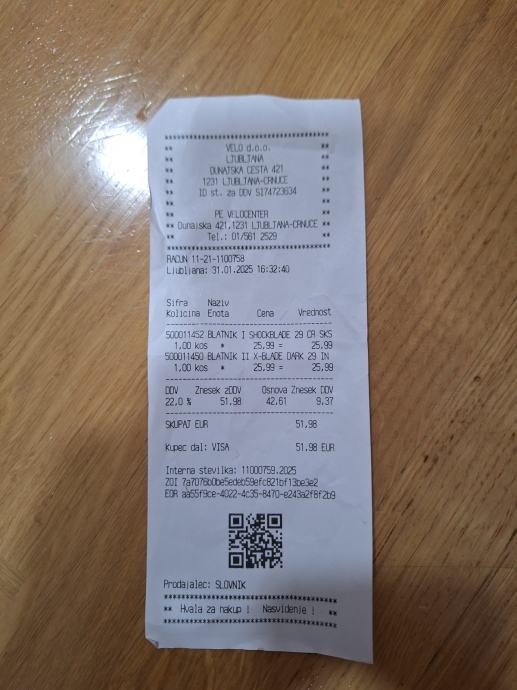 *******************************
** VELO d.o.o. **
** LJUBLJANA **
** DUNAJSKA CESTA 421 **
** 1231 LJUBLJANA-CRNUCE **
** ID st. za DDV SI74723634 **
** **
** PE VELOCENTER **
** Dunajska 421,1231 LJUBLJANA-CRNUCE **
** Tel.: 01/561 2529 **
*******************************
RACUN 11-21-1100758
Ljubljana: 31.01.2025 16:32:40
Sifra Naziv
Kolicina Enota Cena Vrednost
500011452 BLATNIK I SHOCKBLADE 29 CR SKS
1,00 kos * 25,99 = 25,99
500011450 BLATNIK II X-BLADE DARK 29 IN
1,00 kos * 25,99 = 25,99
DDV Znesek zDDV Osnova Znesek DDV
22,0 % 51,98 42,61 9,37
SKUPAJ EUR 51,98
Kupec dal: VISA 51,98 EUR
Interna stevilka: 11000759.2025
ZOI 7a7076b0be5edeb59efc821bf13be3e2
EOR aa55f9ce-4022-4c35-8470-e243a2f8f2b9
Prodajalec: SLOVNIK
*******************************
** Hvala za nakup ! Nasvidenje ! **
*******************************